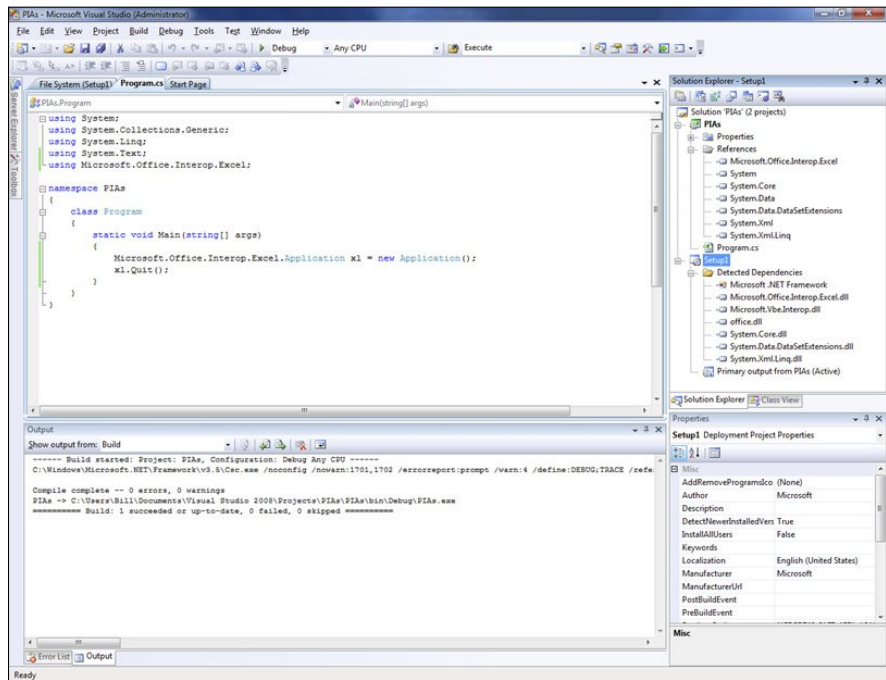 PIAs - Microsoft Visual Studio (Administrator)
File Edit View Project Build Debug Tools Test Window Help
Debug Any CPU Execute
File System (Setup1) Program.cs Start Page
Server Explorer
Toolbox
PIAs.Program
Main(string[] args)
using System;
using System.Collections.Generic;
using System.Linq;
using System.Text;
using Microsoft.Office.Interop.Excel;
namespace PIAs
{
class Program
{
static void Main(string[] args)
{
Microsoft.Office.Interop.Excel.Application xl = new Application();
xl.Quit();
}
}
}
Output
Show output from: Build
------ Build started: Project: PIAs, Configuration: Debug Any CPU ------
C:\Windows\Microsoft.NET\Framework\v3.5\Csc.exe /noconfig /nowarn:1701,1702 /errorreport:prompt /warn:4 /define:DEBUG;TRACE /refe:
Compile complete -- 0 errors, 0 warnings
PIAs -> C:\Users\Bill\Documents\Visual Studio 2008\Projects\PIAs\PIAs\bin\Debug\PIAs.exe
========== Build: 1 succeeded or up-to-date, 0 failed, 0 skipped ==========
Error List Output
Ready
Solution Explorer - Setup1
Solution 'PIAs' (2 projects)
PIAs
Properties
References
Microsoft.Office.Interop.Excel
System
System.Core
System.Data
System.Data.DataSetExtensions
System.Xml
System.Xml.Linq
Program.cs
Setup1
Detected Dependencies
Microsoft .NET Framework
Microsoft.Office.Interop.Excel.dll
Microsoft.Vbe.Interop.dll
office.dll
System.Core.dll
System.Data.DataSetExtensions.dll
System.Xml.Linq.dll
Primary output from PIAs (Active)
Solution Explorer Class View
Properties
Setup1 Deployment Project Properties
Misc
AddRemoveProgramsIco (None)
Author Microsoft
Description
DetectNewerInstalledVers True
InstallAllUsers False
Keywords
Localization English (United States)
Manufacturer Microsoft
ManufacturerUrl
PostBuildEvent
PreBuildEvent
Misc